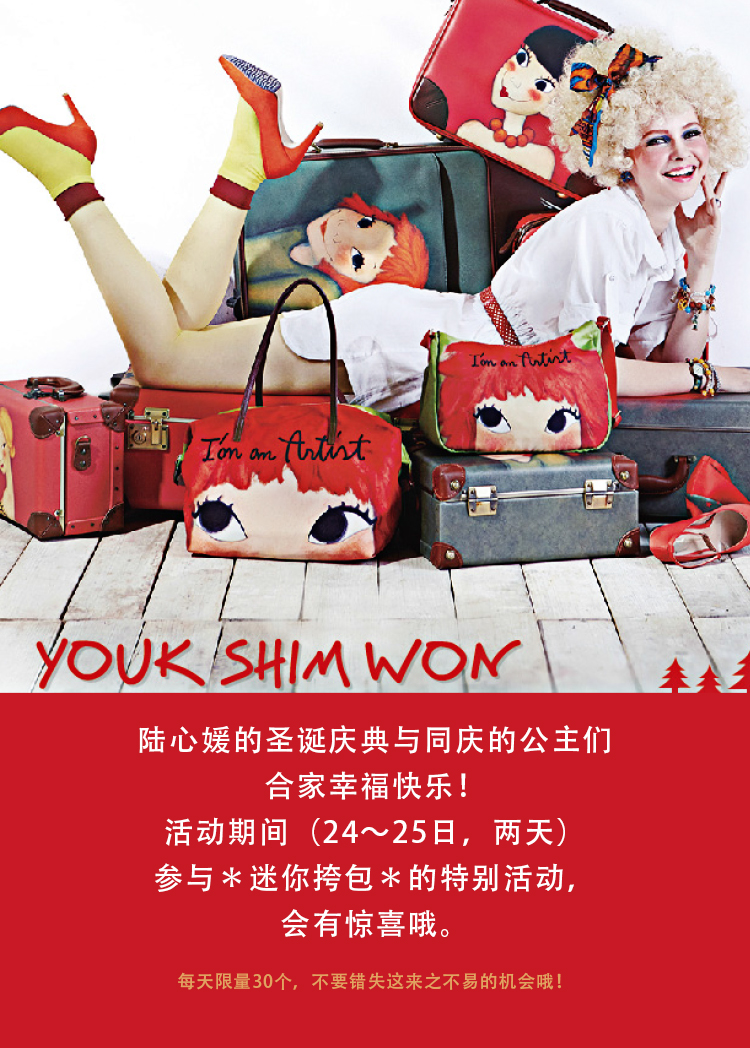 I'm an Artist
I'm an Artist
YOUK SHIM WON
陆心媛的圣诞庆典与同庆的公主们
合家幸福快乐！
活动期间（24～25日，两天）
参与＊迷你挎包＊的特别活动，
会有惊喜哦。
每天限量30个，不要错失这来之不易的机会哦！